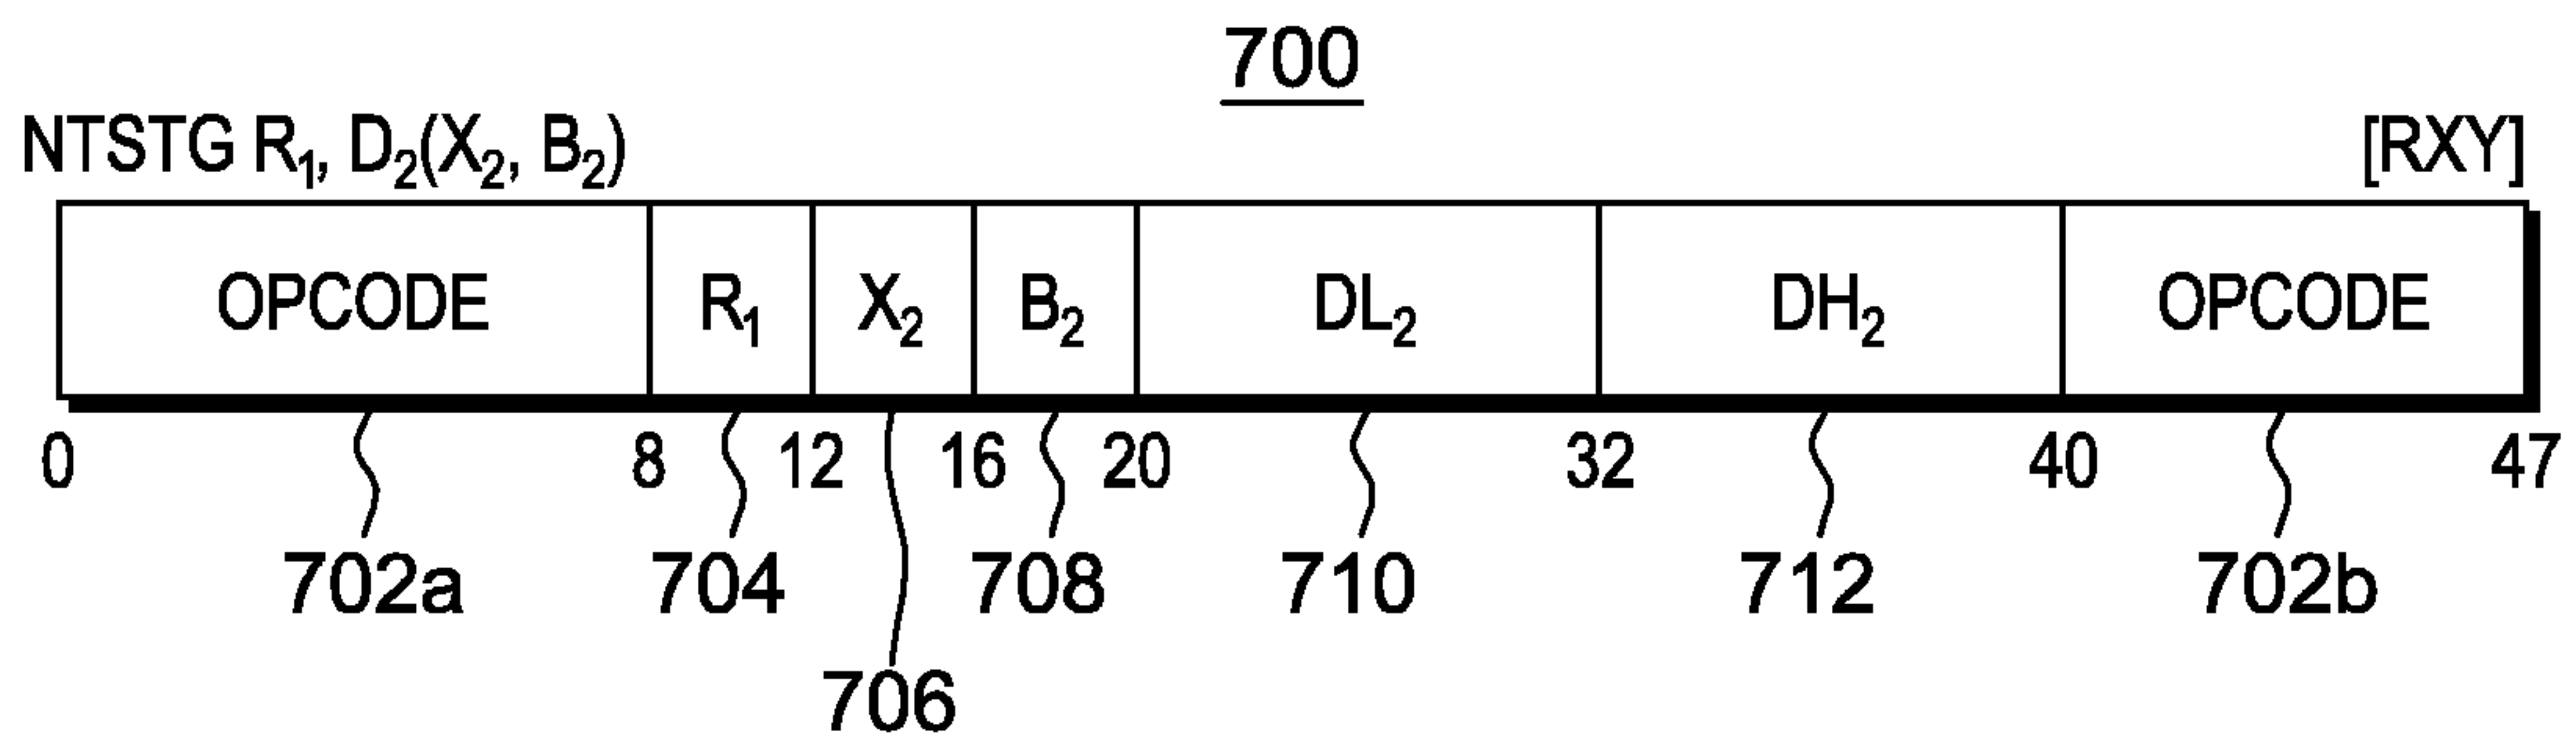 700
NTSTG R₁, D₂(X₂, B₂) [RXY]
OPCODE R₁ X₂ B₂ DL₂ DH₂ OPCODE
0 8 12 16 20 32 40 47
702a 704 708 710 712 702b
706